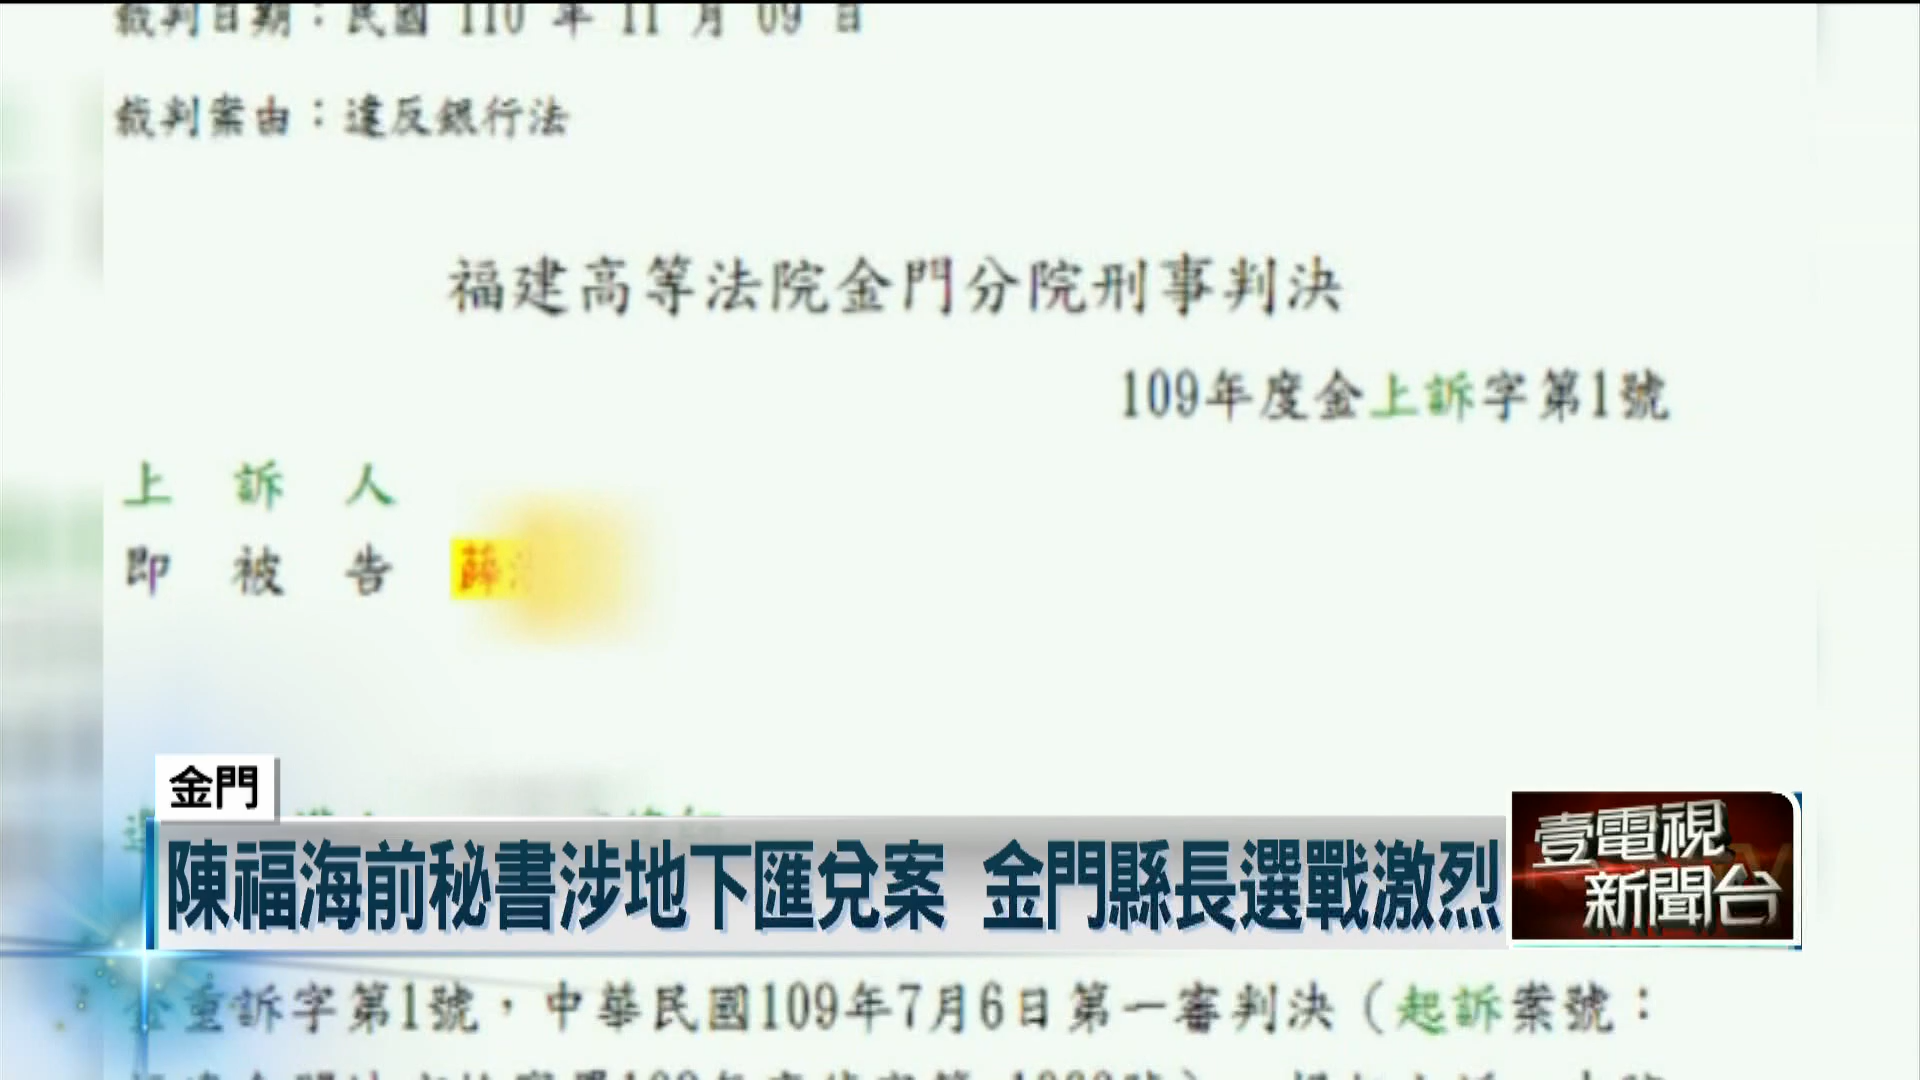 裁判日期：民國 110 年 11 月 09 日
裁判案由：違反銀行法
福建高等法院金門分院刑事判決
109年度金上訴字第1號
上 訴 人
即 被 告 薛
金門
陳福海前秘書涉地下匯兌案 金門縣長選戰激烈
壹電視
新聞台
金重訴字第1號，中華民國109年7月6日第一審判決（起訴案號：